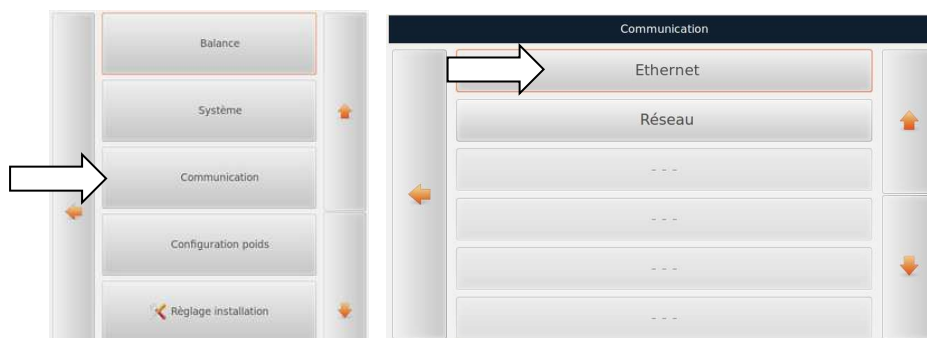 Balance
Système
Communication
Configuration poids
Règlage installation
Communication
Ethernet
Réseau
- - -
- - -
- - -
- - -